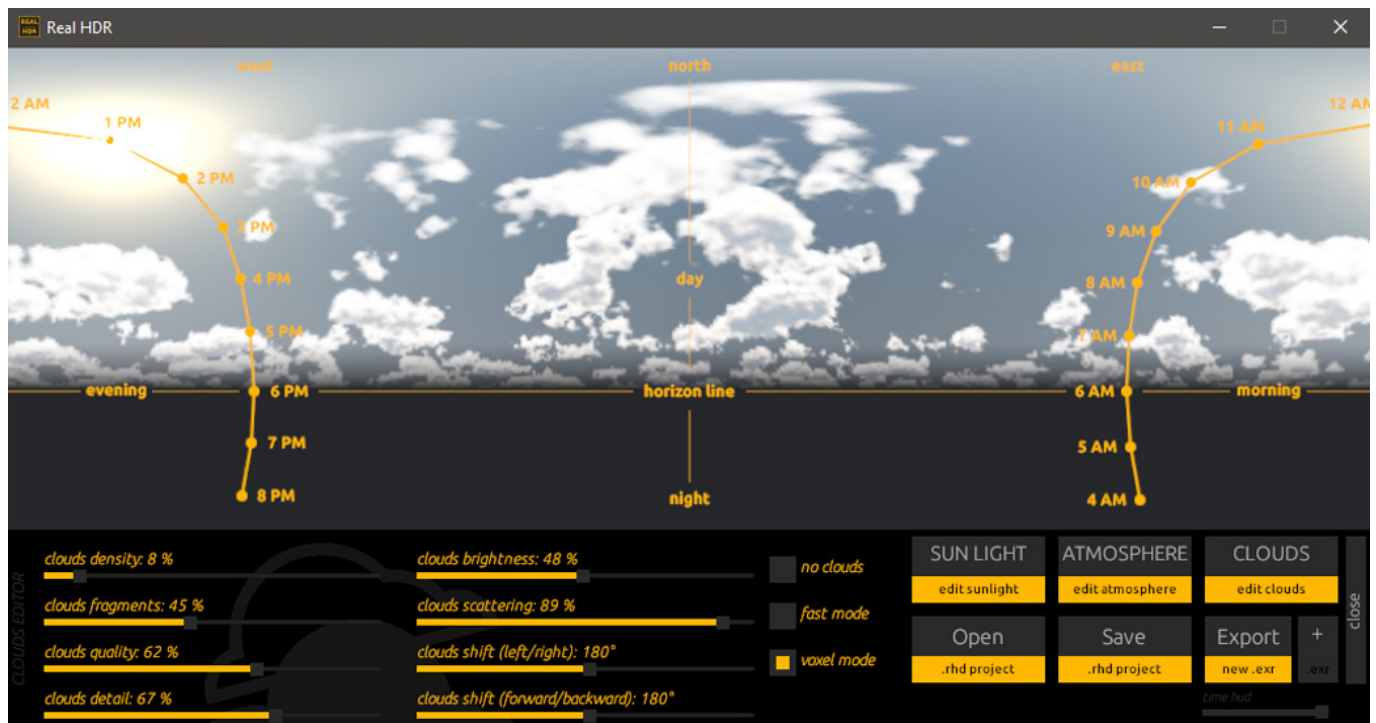 REAL HDR
Real HDR
west
north
east
2 AM
1 PM
2 PM
3 PM
4 PM
5 PM
6 PM
7 PM
8 PM
evening
day
horizon line
night
12 AM
11 AM
10 AM
9 AM
8 AM
7 AM
6 AM
5 AM
4 AM
morning
CLOUDS EDITOR
clouds density: 8 %
clouds fragments: 45 %
clouds quality: 62 %
clouds detail: 67 %
clouds brightness: 48 %
clouds scattering: 89 %
clouds shift (left/right): 180°
clouds shift (forward/backward): 180°
no clouds
fast mode
voxel mode
SUN LIGHT
edit sunlight
ATMOSPHERE
edit atmosphere
CLOUDS
edit clouds
Open
.rhd project
Save
.rhd project
Export
new .exr
+
.exr
time hud
close